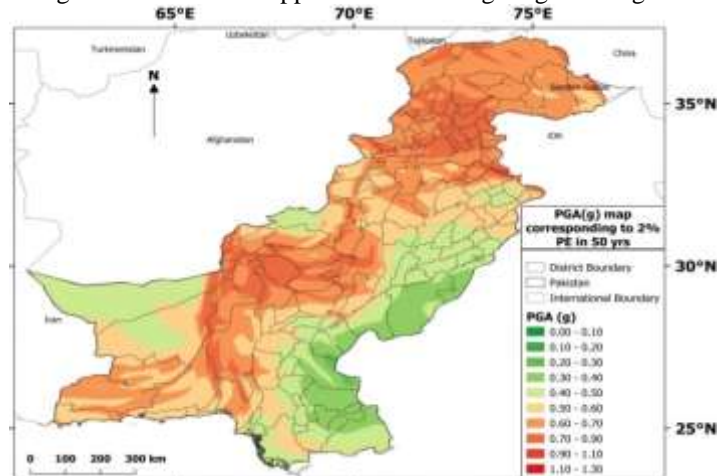 65°E 70°E 75°E
Turkmenistan
Uzbekistan
Tajikistan
China
N
35°N
Afghanistan
PGA(g) map
corresponding to 2%
PE in 50 yrs
District Boundary
Pakistan
International Boundary
30°N
Iran
PGA (g)
0.00 - 0.10
0.10 - 0.20
0.20 - 0.30
0.30 - 0.40
0.40 - 0.50
0.50 - 0.60
0.60 - 0.70
0.70 - 0.90
0.90 - 1.10
1.10 - 1.30
25°N
0 100 200 300 km